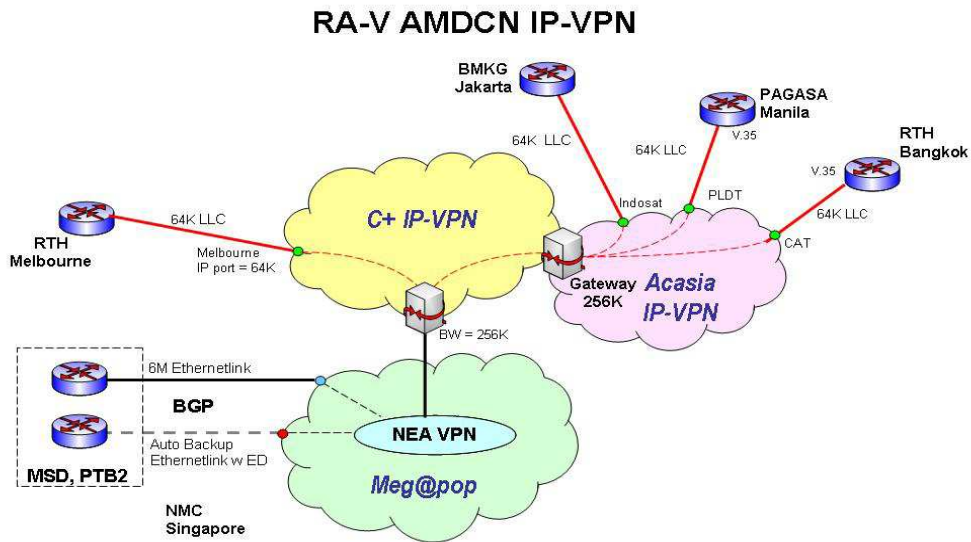 RA-V AMDCN IP-VPN
BMKG
Jakarta
PAGASA
Manila
V.35
RTH
Bangkok
V.35
64K LLC
64K LLC
64K LLC
Indosat
PLDT
CAT
64K LLC
RTH
Melbourne
C+ IP-VPN
Melbourne
IP port = 64K
Gateway
256K
Acasia
IP-VPN
BW = 256K
6M Ethernetlink
BGP
NEA VPN
Auto Backup
Ethernetlink w ED
MSD, PTB2
Meg@pop
NMC
Singapore